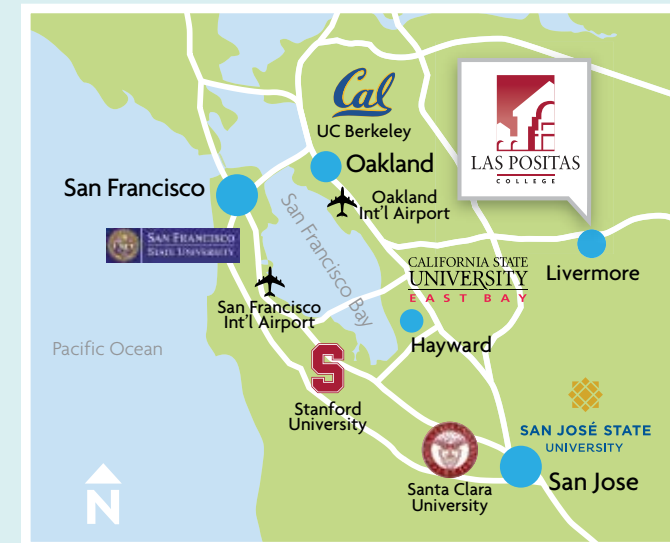 Cal
UC Berkeley
LAS POSITAS
COLLEGE
Oakland
San Francisco
Oakland
Int'l Airport
San Francisco Bay
SAN FRANCISCO
STATE UNIVERSITY
CALIFORNIA STATE
UNIVERSITY
EAST BAY
Livermore
San Francisco
Int'l Airport
Hayward
Pacific Ocean
S
Stanford
University
SAN JOSÉ STATE
UNIVERSITY
Santa Clara
University
San Jose
N